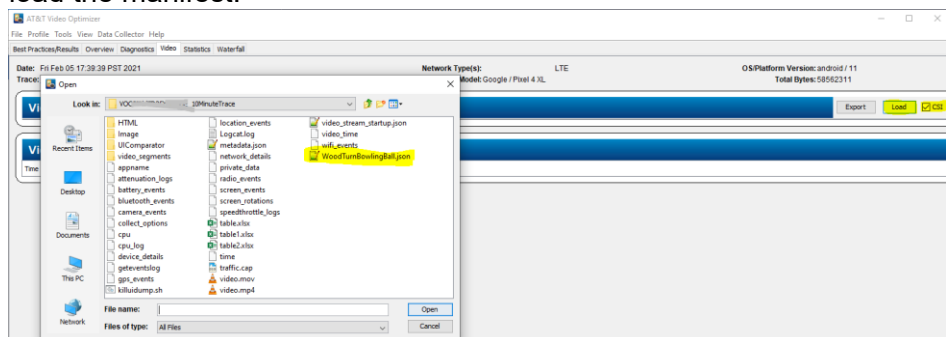 load the manifest.
AT&T Video Optimizer
File Profile Tools View Data Collector Help
Best Practices/Results Overview Diagnostics Video Statistics Waterfall
Date: Fri Feb 05 17:39:39 PST 2021 Network Type(s): LTE OS/Platform Version: android / 11
Trace: Model: Google / Pixel 4 XL Total Bytes: 58562311
Open
Look in: 10MinuteTrace
Export Load CSI
Recent Items
Desktop
Documents
This PC
Network
HTML
Image
UIComparator
video_segments
appname
attenuation_logs
battery_events
bluetooth_events
camera_events
collect_options
cpu
cpu_log
device_details
geteventslog
gps_events
killuidump.sh
location_events
Logcat.log
metadata.json
network_details
private_data
radio_events
screen_events
screen_rotations
speedthrottle_logs
table.xlsx
table1.xlsx
table2.xlsx
time
traffic.cap
video.mov
video.mp4
video_stream_startup.json
video_time
wifi_events
WoodTurnBowlingBall.json
Time
File name: Open
Files of type: All Files Cancel